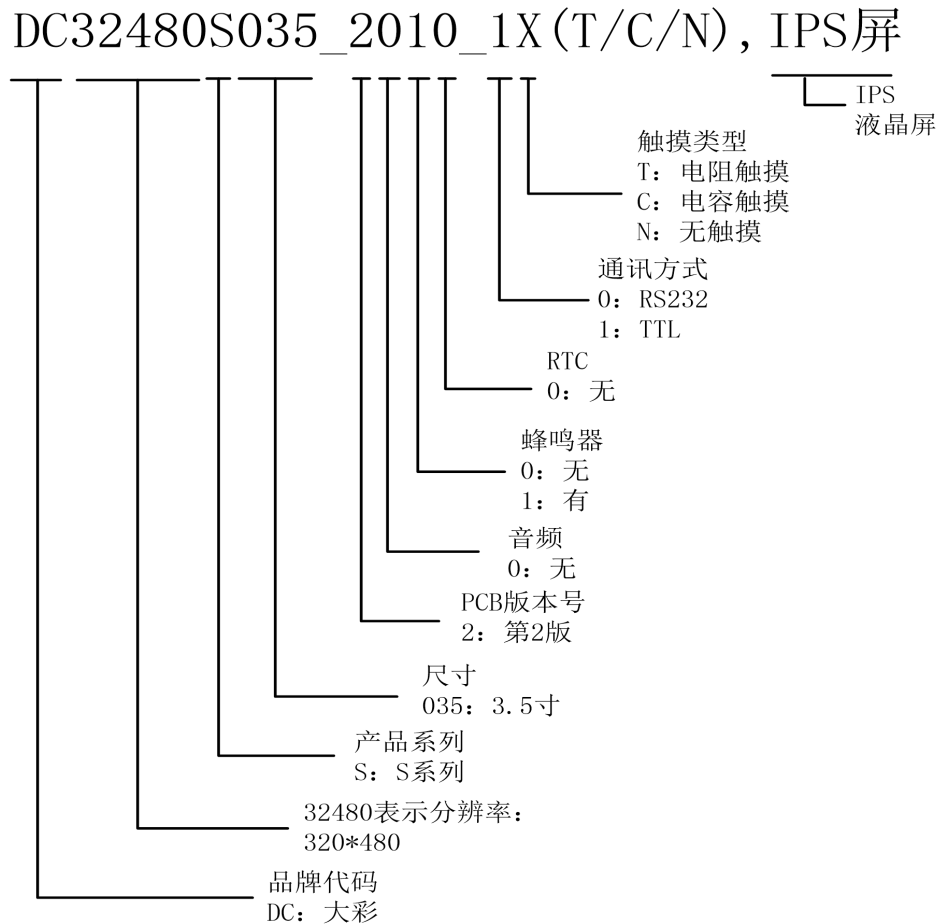 DC32480S035_2010_1X(T/C/N),IPS屏
IPS
液晶屏
触摸类型
T: 电阻触摸
C: 电容触摸
N: 无触摸
通讯方式
0: RS232
1: TTL
RTC
0: 无
蜂鸣器
0: 无
1: 有
音频
0: 无
PCB版本号
2: 第2版
尺寸
035: 3.5寸
产品系列
S: S系列
32480表示分辨率:
320*480
品牌代码
DC: 大彩